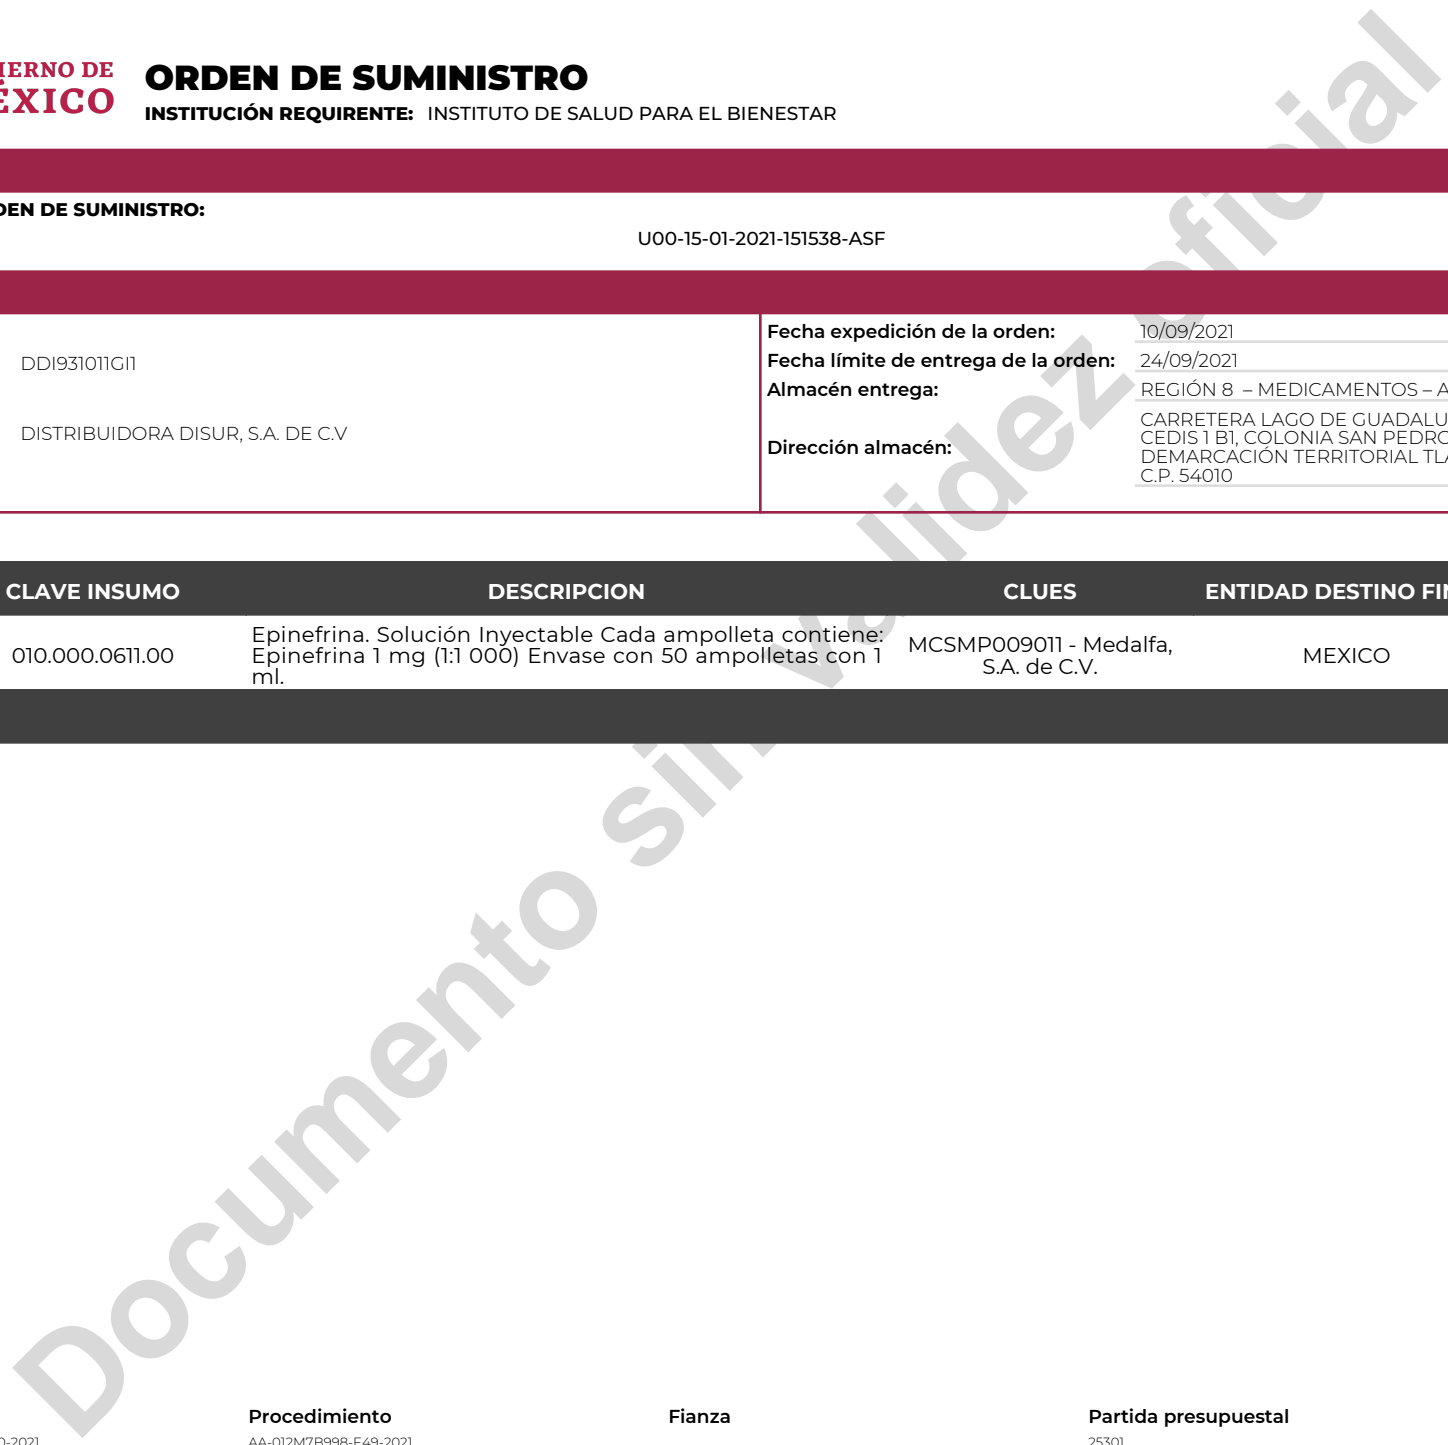 IERNO DE
ÉXICO
ORDEN DE SUMINISTRO
INSTITUCIÓN REQUIRENTE: INSTITUTO DE SALUD PARA EL BIENESTAR
DEN DE SUMINISTRO:
U00-15-01-2021-151538-ASF
DDI931011GI1
DISTRIBUIDORA DISUR, S.A. DE C.V
Fecha expedición de la orden: 10/09/2021
Fecha límite de entrega de la orden: 24/09/2021
Almacén entrega: REGIÓN 8 – MEDICAMENTOS – A
Dirección almacén:
CARRETERA LAGO DE GUADALU
CEDIS 1 B1, COLONIA SAN PEDRO
DEMARCACIÓN TERRITORIAL TLA
C.P. 54010
CLAVE INSUMO DESCRIPCION CLUES ENTIDAD DESTINO FIN
010.000.0611.00
Epinefrina. Solución Inyectable Cada ampolleta contiene:
Epinefrina 1 mg (1:1 000) Envase con 50 ampolletas con 1
ml.
MCSMP009011 - Medalfa,
S.A. de C.V.
MEXICO
Documento sin validez oficial
Procedimiento Fianza Partida presupuestal
0-2021 AA-012M7B998-E49-2021 25301